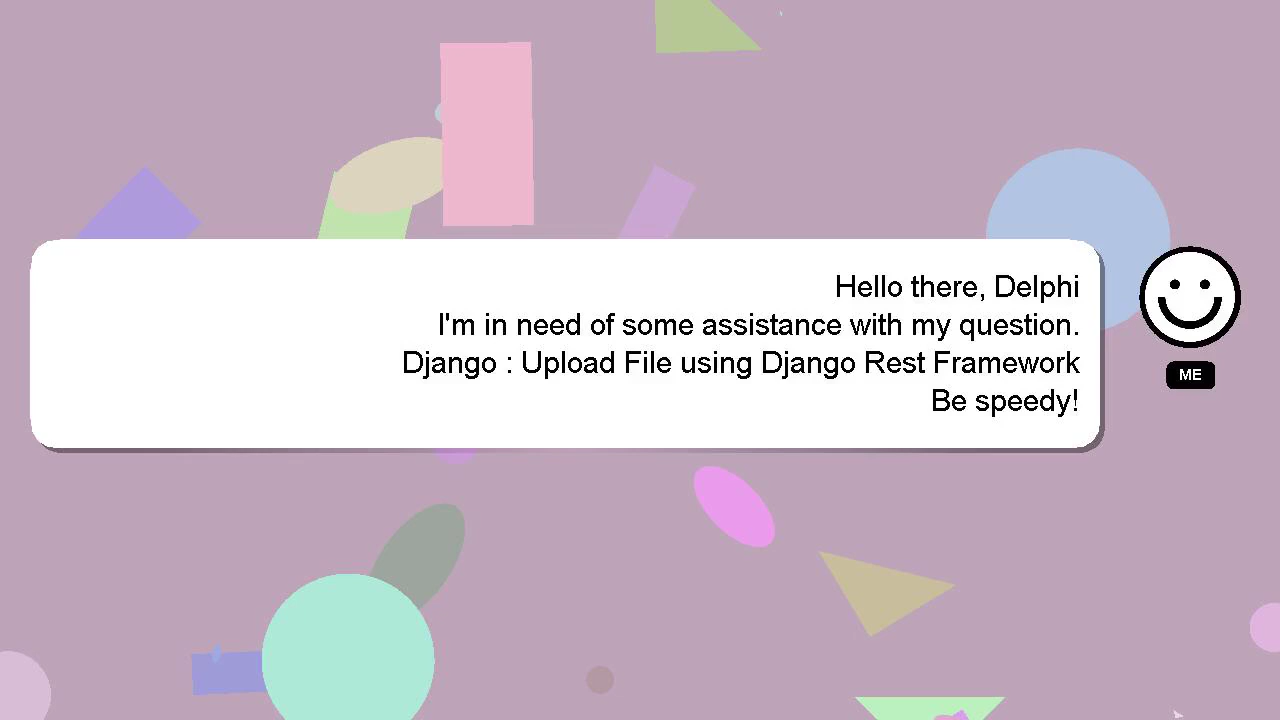 Hello there, Delphi
I'm in need of some assistance with my question.
Django : Upload File using Django Rest Framework
Be speedy!
ME